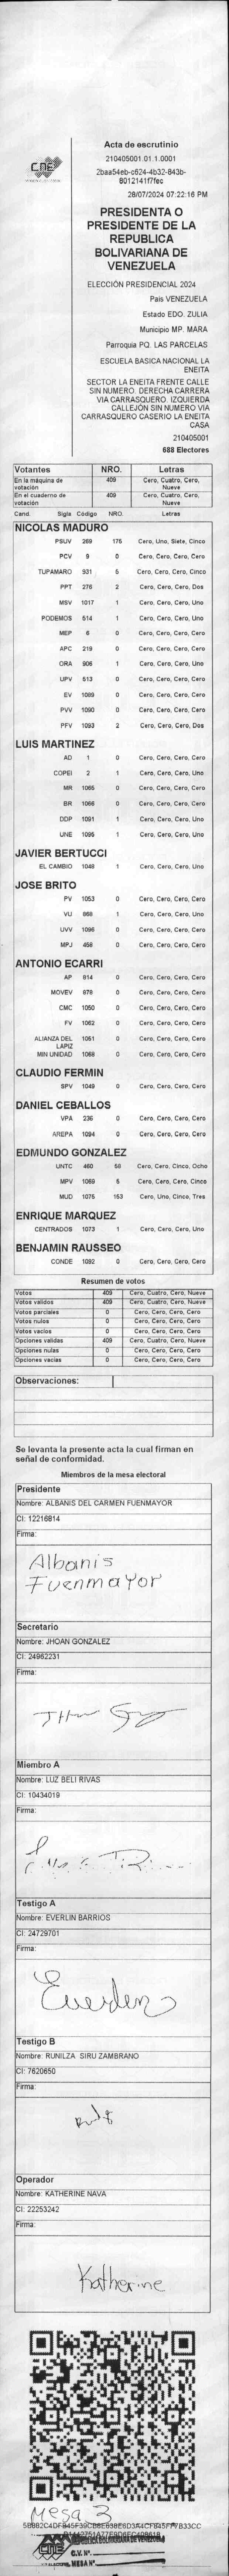 CNE
Acta de escrutinio
210405001.01.1.0001
2baa54eb-c624-4b32-843b-
8012141f7fec
28/07/2024 07:22:16 PM
PRESIDENTA O
PRESIDENTE DE LA
REPUBLICA
BOLIVARIANA DE
VENEZUELA
ELECCIÓN PRESIDENCIAL 2024
País VENEZUELA
Estado EDO. ZULIA
Municipio MP. MARA
Parroquia PQ. LAS PARCELAS
ESCUELA BASICA NACIONAL LA
ENEITA
SECTOR LA ENEITA FRENTE CALLE
SIN NUMERO. DERECHA CARRERA
VIA CARRASQUERO. IZQUIERDA
CALLEJÓN SIN NUMERO VIA
CARRASQUERO CASERIO LA ENEITA
CASA
210405001
688 Electores
Votantes NRO. Letras
En la máquina de votación 409 Cero, Cuatro, Cero, Nueve
En el cuaderno de votación 409 Cero, Cuatro, Cero, Nueve
Cand. Sigla Código NRO. Letras
NICOLAS MADURO
PSUV 269 175 Cero, Uno, Siete, Cinco
PCV 9 0 Cero, Cero, Cero, Cero
TUPAMARO 931 5 Cero, Cero, Cero, Cinco
PPT 276 2 Cero, Cero, Cero, Dos
MSV 1017 1 Cero, Cero, Cero, Uno
PODEMOS 514 1 Cero, Cero, Cero, Uno
MEP 6 0 Cero, Cero, Cero, Cero
APC 219 0 Cero, Cero, Cero, Cero
ORA 906 1 Cero, Cero, Cero, Uno
UPV 513 0 Cero, Cero, Cero, Cero
EV 1089 0 Cero, Cero, Cero, Cero
PVV 1090 0 Cero, Cero, Cero, Cero
PFV 1093 2 Cero, Cero, Cero, Dos
LUIS MARTINEZ
AD 1 0 Cero, Cero, Cero, Cero
COPEI 2 1 Cero, Cero, Cero, Uno
MR 1065 0 Cero, Cero, Cero, Cero
BR 1066 0 Cero, Cero, Cero, Cero
DDP 1091 1 Cero, Cero, Cero, Uno
UNE 1095 1 Cero, Cero, Cero, Uno
JAVIER BERTUCCI
EL CAMBIO 1048 1 Cero, Cero, Cero, Uno
JOSE BRITO
PV 1053 0 Cero, Cero, Cero, Cero
VU 868 1 Cero, Cero, Cero, Uno
UVV 1096 0 Cero, Cero, Cero, Cero
MPJ 458 0 Cero, Cero, Cero, Cero
ANTONIO ECARRI
AP 814 0 Cero, Cero, Cero, Cero
MOVEV 979 0 Cero, Cero, Cero, Cero
CMC 1050 0 Cero, Cero, Cero, Cero
FV 1062 0 Cero, Cero, Cero, Cero
ALIANZA DEL LAPIZ 1061 0 Cero, Cero, Cero, Cero
MIN UNIDAD 1068 0 Cero, Cero, Cero, Cero
CLAUDIO FERMIN
SPV 1049 0 Cero, Cero, Cero, Cero
DANIEL CEBALLOS
VPA 236 0 Cero, Cero, Cero, Cero
AREPA 1094 0 Cero, Cero, Cero, Cero
EDMUNDO GONZALEZ
UNTC 460 58 Cero, Cero, Cinco, Ocho
MPV 1069 5 Cero, Cero, Cero, Cinco
MUD 1075 153 Cero, Uno, Cinco, Tres
ENRIQUE MARQUEZ
CENTRADOS 1073 1 Cero, Cero, Cero, Uno
BENJAMIN RAUSSEO
CONDE 1092 0 Cero, Cero, Cero, Cero
Resumen de votos
Votos 409 Cero, Cuatro, Cero, Nueve
Votos validos 409 Cero, Cuatro, Cero, Nueve
Votos parciales 0 Cero, Cero, Cero, Cero
Votos nulos 0 Cero, Cero, Cero, Cero
Votos vacios 0 Cero, Cero, Cero, Cero
Opciones validas 409 Cero, Cuatro, Cero, Nueve
Opciones nulas 0 Cero, Cero, Cero, Cero
Opciones vacias 0 Cero, Cero, Cero, Cero
Observaciones:
Se levanta la presente acta la cual firman en
señal de conformidad.
Miembros de la mesa electoral
Presidente
Nombre: ALBANIS DEL CARMEN FUENMAYOR
CI: 12216814
Firma:
Albanis
Fuenmayor
Secretario
Nombre: JHOAN GONZALEZ
CI: 24962231
Firma:
Miembro A
Nombre: LUZ BELI RIVAS
CI: 10434019
Firma:
Testigo A
Nombre: EVERLIN BARRIOS
CI: 24729701
Firma:
Testigo B
Nombre: RUNILZA SIRU ZAMBRANO
CI: 7620650
Firma:
Operador
Nombre: KATHERINE NAVA
CI: 22253242
Firma:
Katherine
Mesa 3
REPÚBLICA BOLIVARIANA DE VENEZUELA
C.V. Nº
MESA Nº